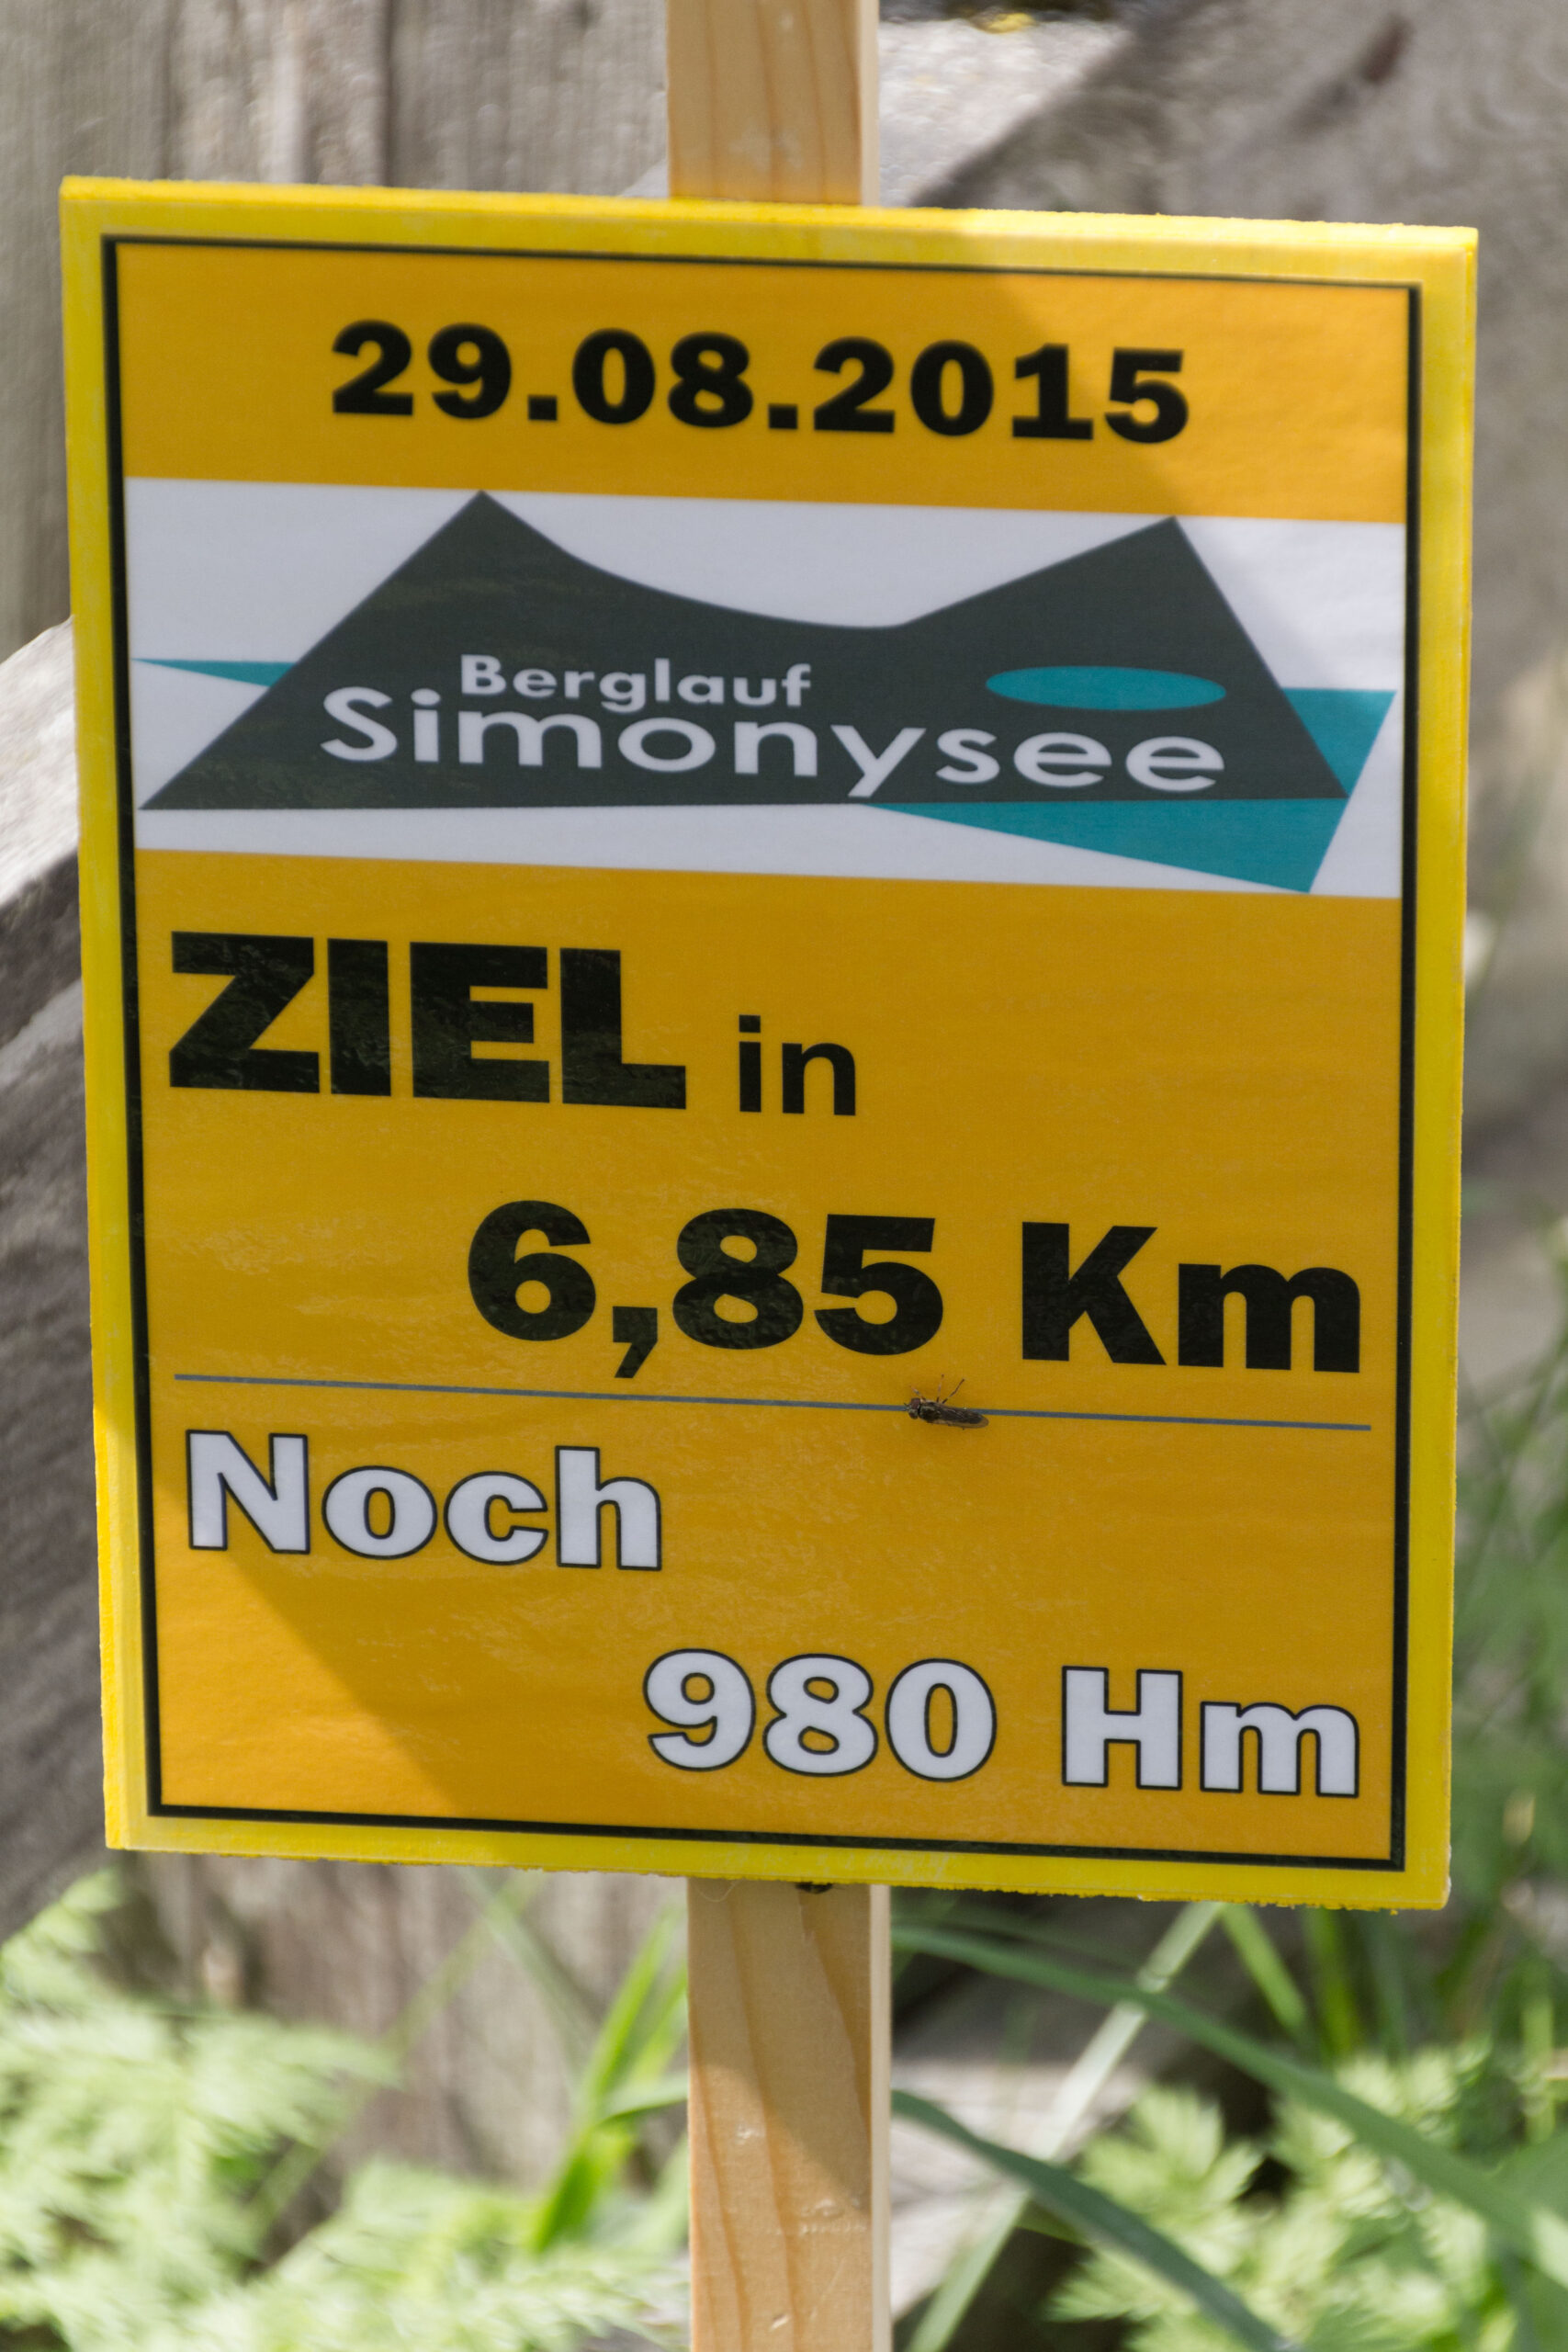 29.08.2015
Berglauf
Simonysee
ZIEL in
6,85 Km
Noch
980 Hm